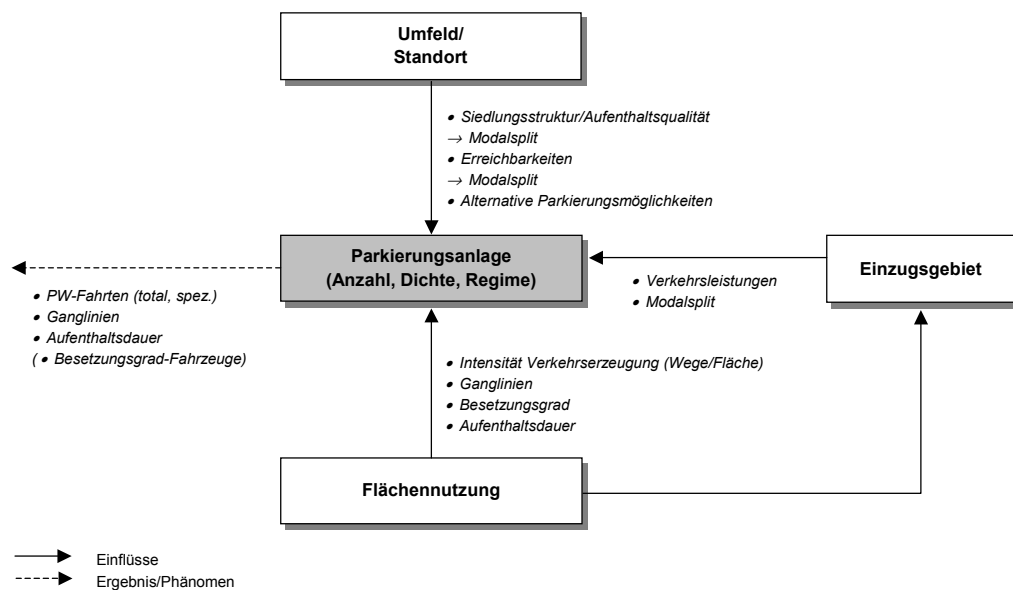 Umfeld/
Standort
• Siedlungsstruktur/Aufenthaltsqualität
→ Modalsplit
• Erreichbarkeiten
→ Modalsplit
• Alternative Parkierungsmöglichkeiten
Parkierungsanlage
(Anzahl, Dichte, Regime)
Einzugsgebiet
• Verkehrsleistungen
• Modalsplit
• PW-Fahrten (total, spez.)
• Ganglinien
• Aufenthaltsdauer
( • Besetzungsgrad-Fahrzeuge)
• Intensität Verkehrserzeugung (Wege/Fläche)
• Ganglinien
• Besetzungsgrad
• Aufenthaltsdauer
Flächennutzung
Einflüsse
Ergebnis/Phänomen